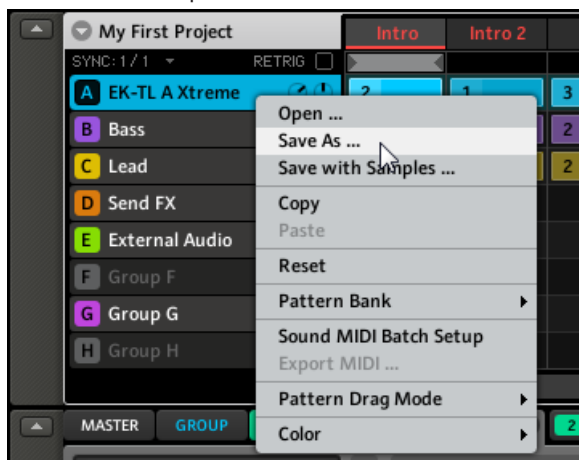 My First Project Intro Intro 2
SYNC: 1 / 1 RETRIG
A EK-TL A Xtreme 2 1 3
B Bass 2
C Lead 2
D Send FX
E External Audio
F Group F
G Group G
H Group H
Open ...
Save As ...
Save with Samples ...
Copy
Paste
Reset
Pattern Bank
Sound MIDI Batch Setup
Export MIDI ...
Pattern Drag Mode
Color
MASTER GROUP 2